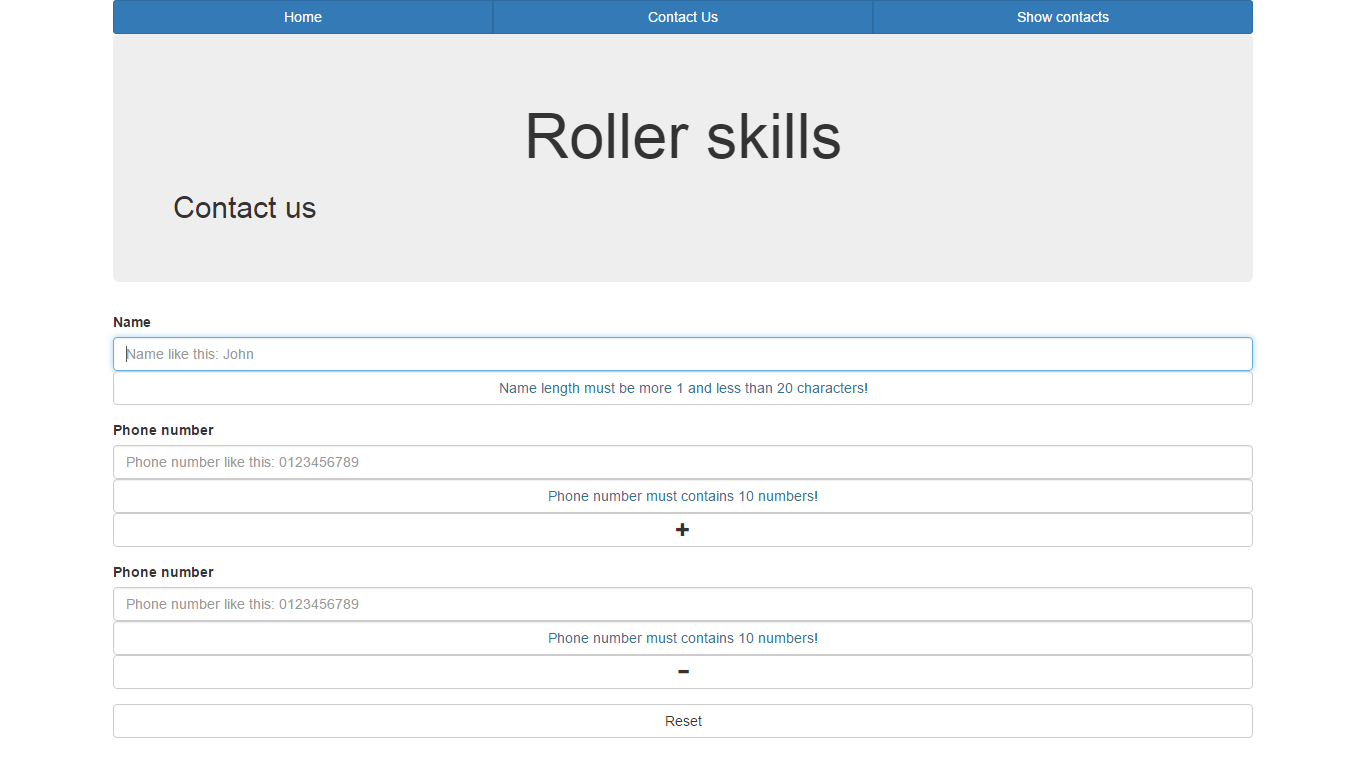 Home Contact Us Show contacts
Roller skills
Contact us
Name
Name like this: John
Name length must be more 1 and less than 20 characters!
Phone number
Phone number like this: 0123456789
Phone number must contains 10 numbers!
+
Phone number
Phone number like this: 0123456789
Phone number must contains 10 numbers!
-
Reset